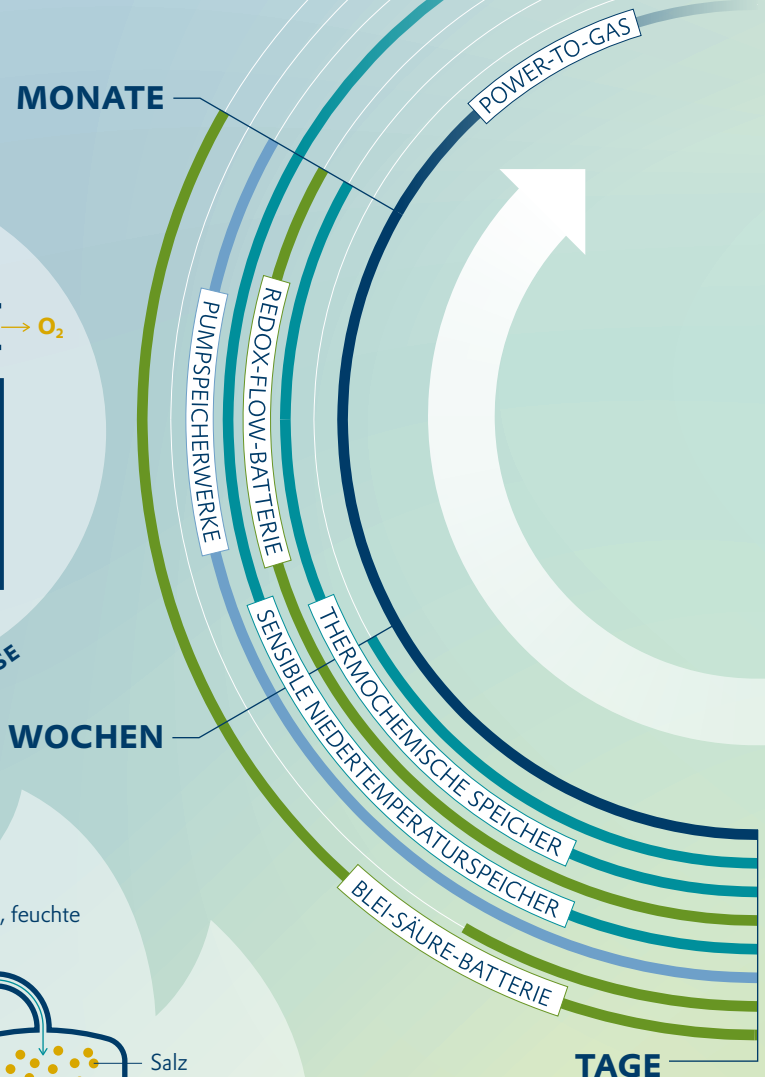 POWER-TO-GAS
MONATE
O₂
PUMPSPEICHERWERKE
REDOX-FLOW-BATTERIE
SE
WOCHEN
THERMOCHEMISCHE SPEICHER
SENSIBLE NIEDERTEMPERATURSPEICHER
BLEI-SÄURE-BATTERIE
, feuchte
Salz
TAGE